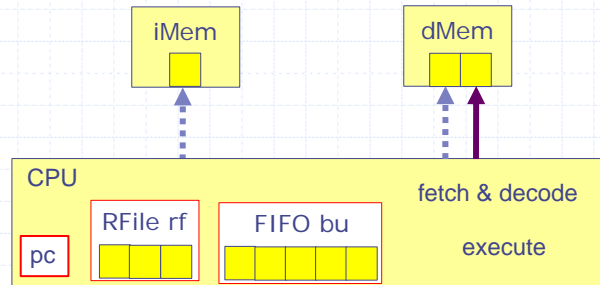 iMem
dMem
CPU
fetch & decode
RFile rf
FIFO bu
pc
execute